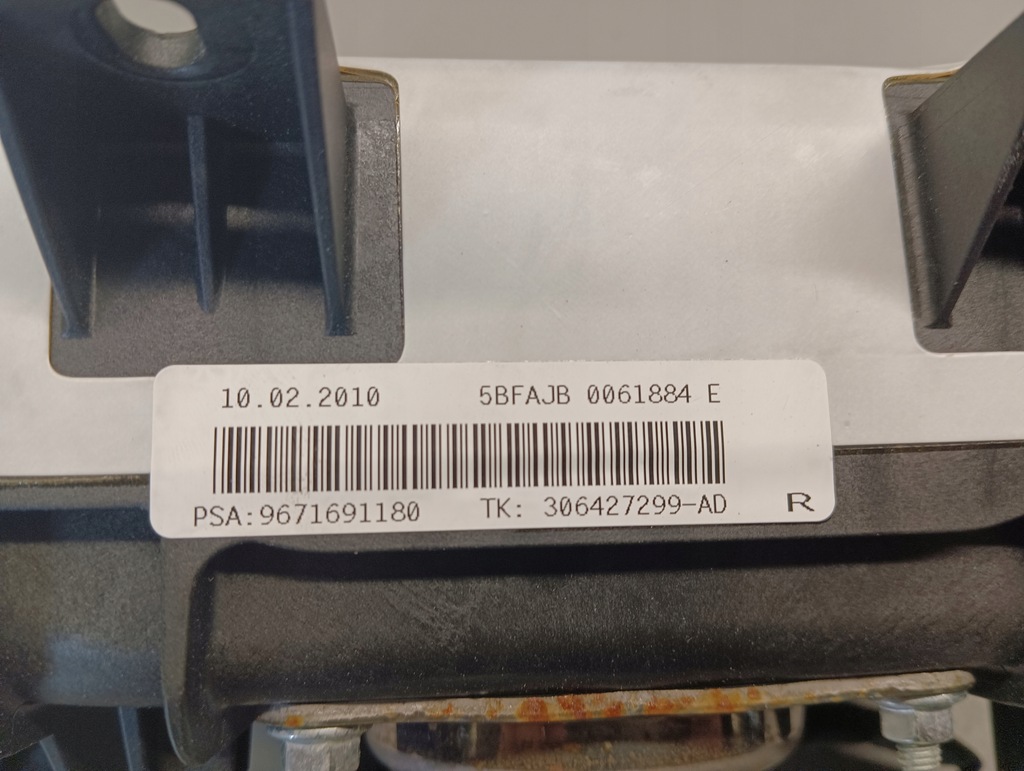 10.02.2010 5BFAJB 0061884 E
PSA:9671691180 TK: 306427299-AD R